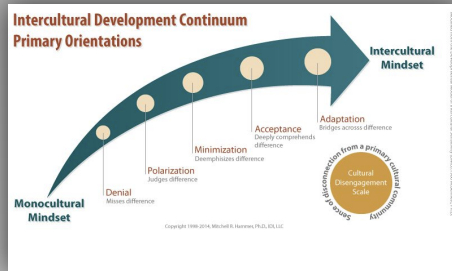 Intercultural Development Continuum
Primary Orientations
Intercultural
Mindset
Adaptation
Bridges across difference
Acceptance
Deeply comprehends
difference
Minimization
Deemphasizes difference
Polarization
Judges difference
Denial
Misses difference
Monocultural
Mindset
Sence of disconnection from a primary cultural community
Cultural
Disengagement
Scale
Copyright 1996-2014, Mitchell R. Hammer, Ph.D., IDI, LLC